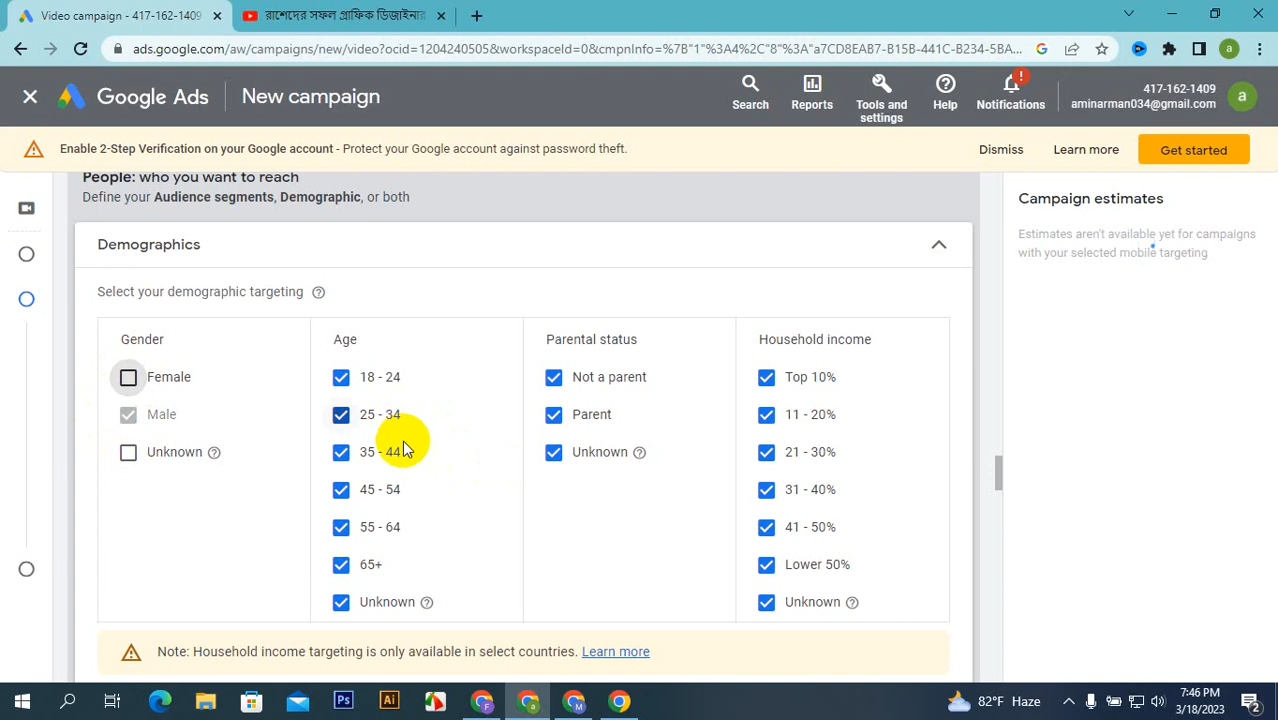 Video campaign - 417-162-1409
রাশেদের সফল গ্রাফিক ডিজাইনার
ads.google.com/aw/campaigns/new/video?ocid=1204240505&workspaceId=0&cmpnInfo=%7B"1"%3A4%2C"8"%3A"a7CD8EAB7-B15B-441C-B234-5BA...
Google Ads
New campaign
Search
Reports
Tools and settings
Help
Notifications
417-162-1409
aminarman034@gmail.com
a
Enable 2-Step Verification on your Google account - Protect your Google account against password theft.
Dismiss
Learn more
Get started
People: who you want to reach
Define your Audience segments, Demographic, or both
Campaign estimates
Estimates aren't available yet for campaigns
with your selected mobile targeting
Demographics
Select your demographic targeting
Gender
Female
Male
Unknown
Age
18 - 24
25 - 34
35 - 44
45 - 54
55 - 64
65+
Unknown
Parental status
Not a parent
Parent
Unknown
Household income
Top 10%
11 - 20%
21 - 30%
31 - 40%
41 - 50%
Lower 50%
Unknown
Note: Household income targeting is only available in select countries. Learn more
82°F Haze
7:46 PM
3/18/2023